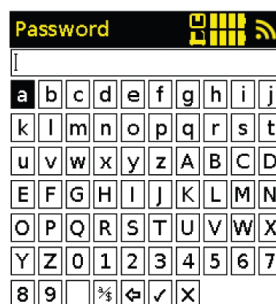 Password
a b c d e f g h i j
k l m n o p q r s t
u v w x y z A B C D
E F G H I J K L M N
O P Q R S T U V W X
Y Z 0 1 2 3 4 5 6 7
8 9 ⁠a/$ ⇦ ✓ X